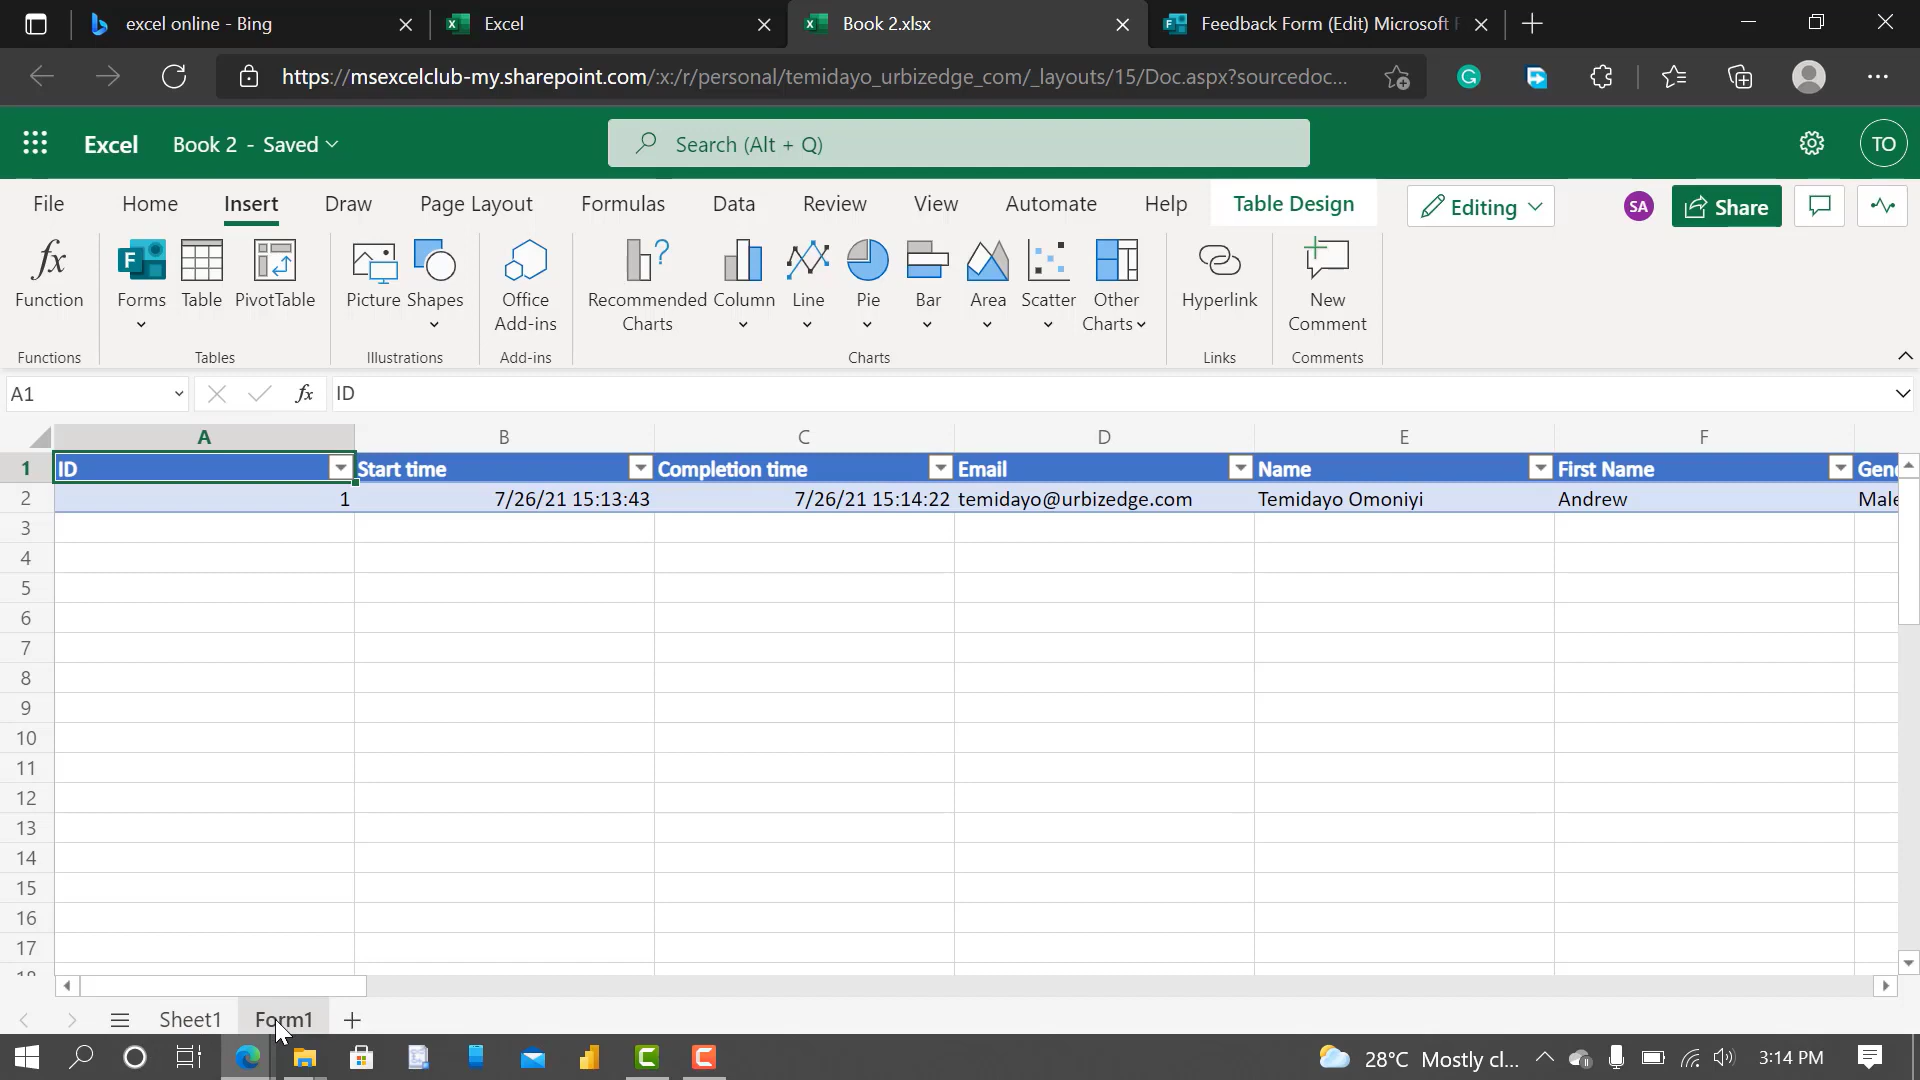 excel online - Bing
Excel
Book 2.xlsx
Feedback Form (Edit) Microsoft
https://msexcelclub-my.sharepoint.com/:x:/r/personal/temidayo_urbizedge_com/_layouts/15/Doc.aspx?sourcedoc...
Excel
Book 2 - Saved
Search (Alt + Q)
TO
File Home Insert Draw Page Layout Formulas Data Review View Automate Help Table Design
Editing
SA
Share
Function
Forms Table PivotTable
Picture Shapes
Office Add-ins
Recommended Charts
Column Line Pie Bar Area Scatter
Other Charts
Hyperlink
New Comment
Functions Tables Illustrations Add-ins Charts Links Comments
A1
fx
ID
A B C D E F
1 ID Start time Completion time Email Name First Name Gen
2 1 7/26/21 15:13:43 7/26/21 15:14:22 temidayo@urbizedge.com Temidayo Omoniyi Andrew Male
3
4
5
6
7
8
9
10
11
12
13
14
15
16
17
18
Sheet1 Form1
28°C Mostly cl... 3:14 PM